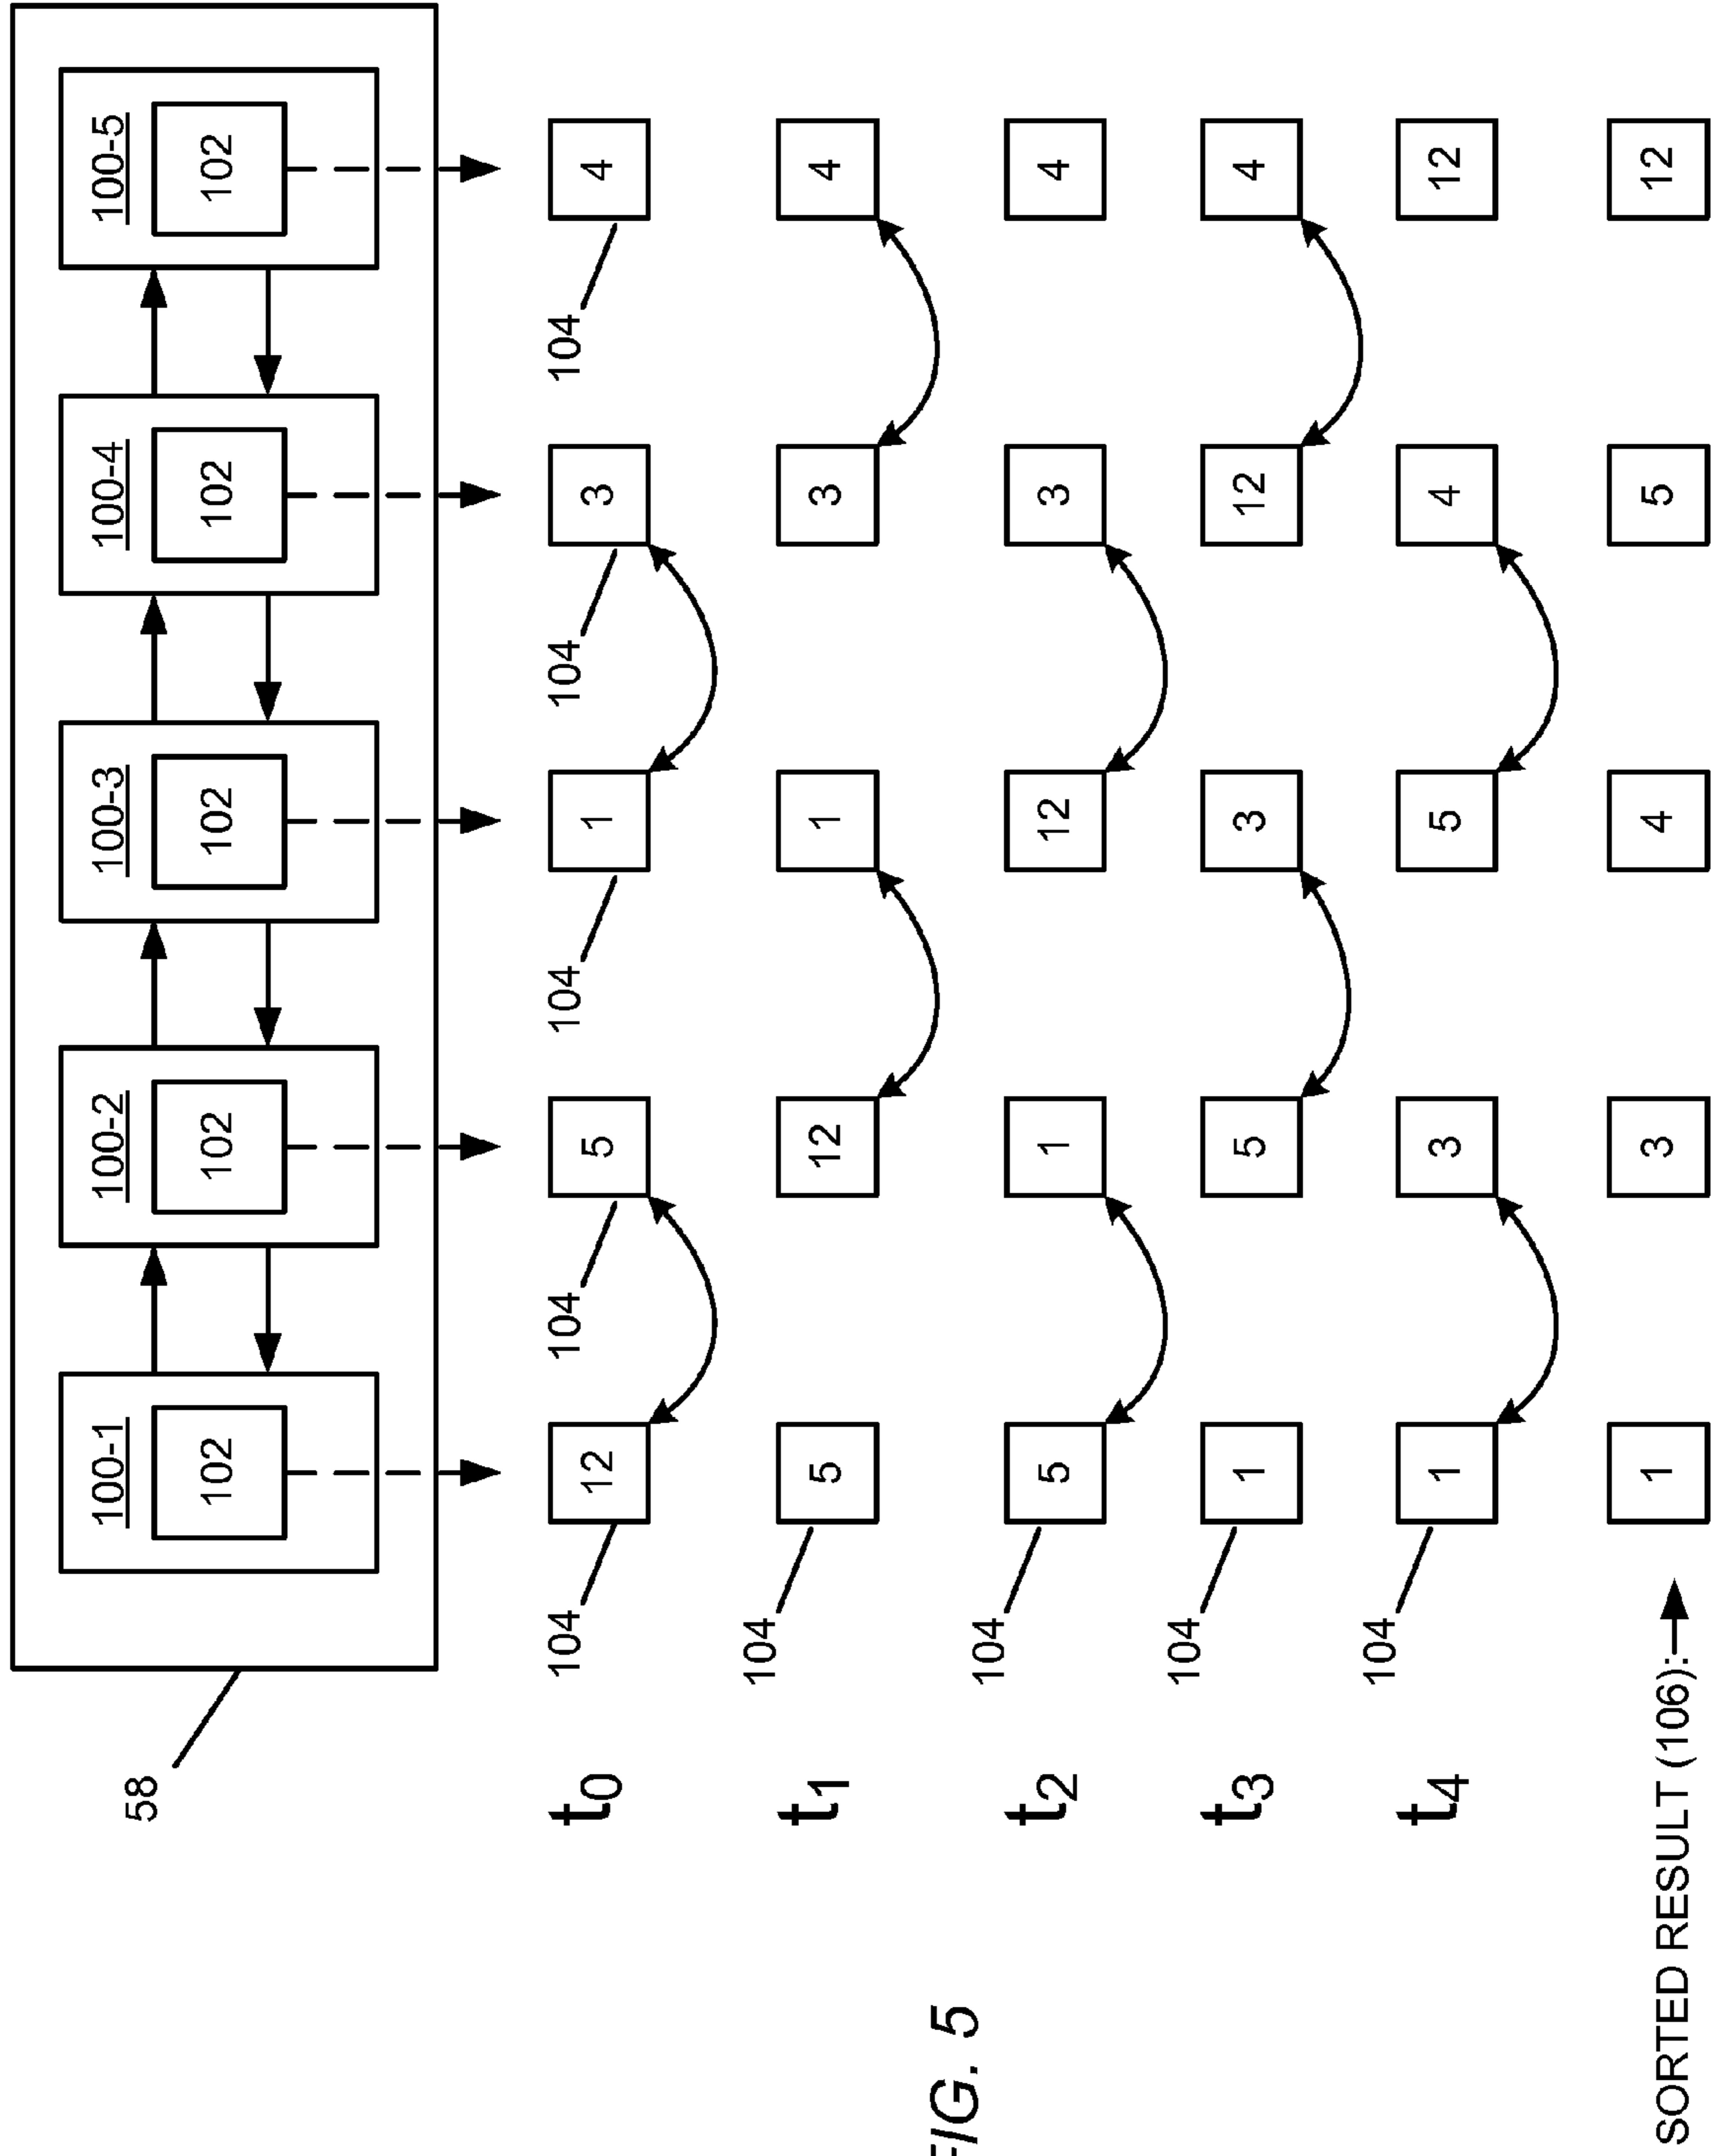 58
100-1 100-2 100-3 100-4 100-5
102 102 102 102 102
104 104 104 104 104
t0 12 5 1 3 4
104
t1 5 12 1 3 4
104
t2 5 1 12 3 4
104
t3 1 5 3 12 4
104
t4 1 3 5 4 12
SORTED RESULT (106): 1 3 4 5 12
FIG. 5